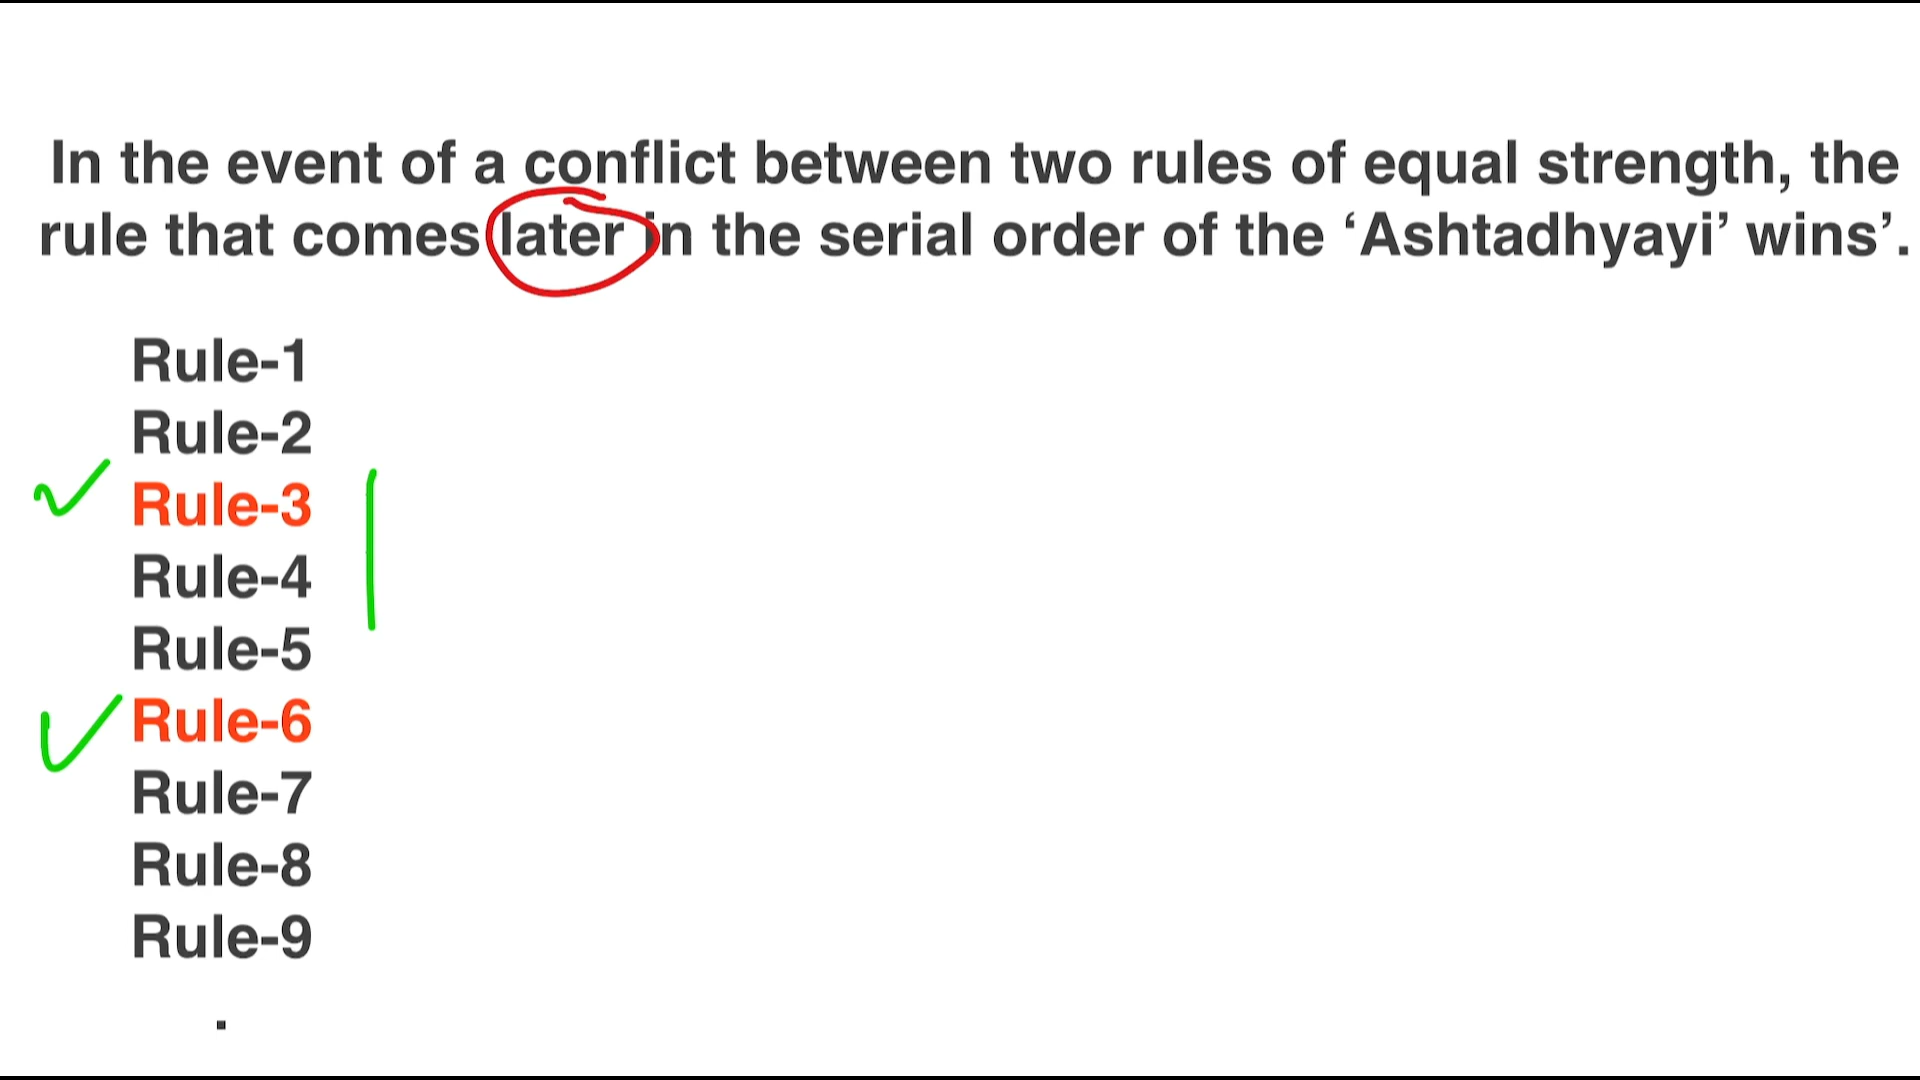 In the event of a conflict between two rules of equal strength, the
rule that comes later in the serial order of the ‘Ashtadhyayi’ wins’.
Rule-1
Rule-2
Rule-3
Rule-4
Rule-5
Rule-6
Rule-7
Rule-8
Rule-9
.